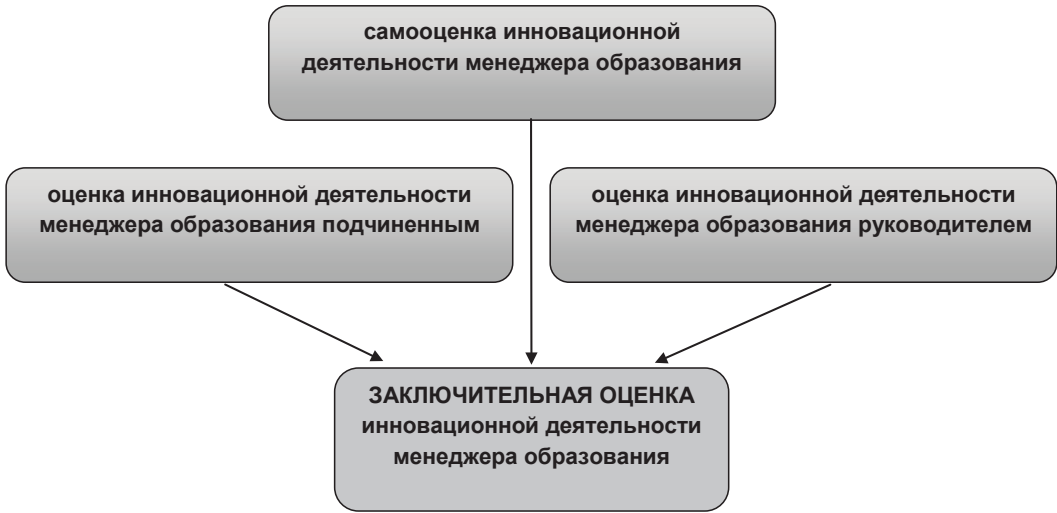 самооценка инновационной
деятельности менеджера образования
оценка инновационной деятельности
менеджера образования подчиненным
оценка инновационной деятельности
менеджера образования руководителем
ЗАКЛЮЧИТЕЛЬНАЯ ОЦЕНКА
инновационной деятельности
менеджера образования